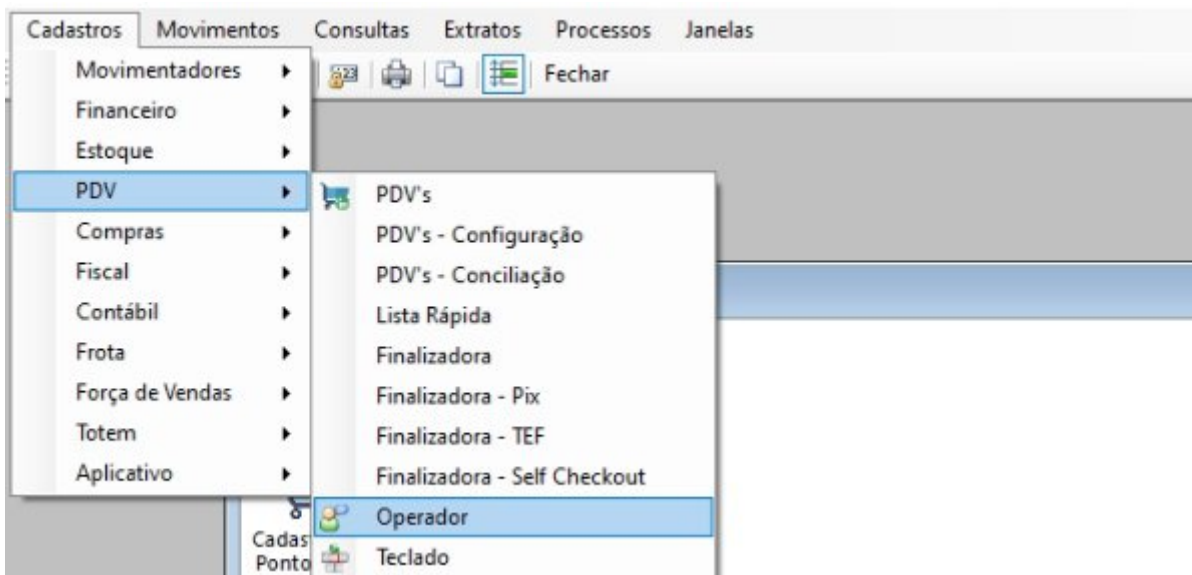 Cadastros Movimentos Consultas Extratos Processos Janelas
Movimentadores
Fechar
Financeiro
Estoque
PDV
Compras
Fiscal
Contábil
Frota
Força de Vendas
Totem
Aplicativo
PDV's
PDV's - Configuração
PDV's - Conciliação
Lista Rápida
Finalizadora
Finalizadora - Pix
Finalizadora - TEF
Finalizadora - Self Checkout
Operador
Teclado
Cadas
Ponto